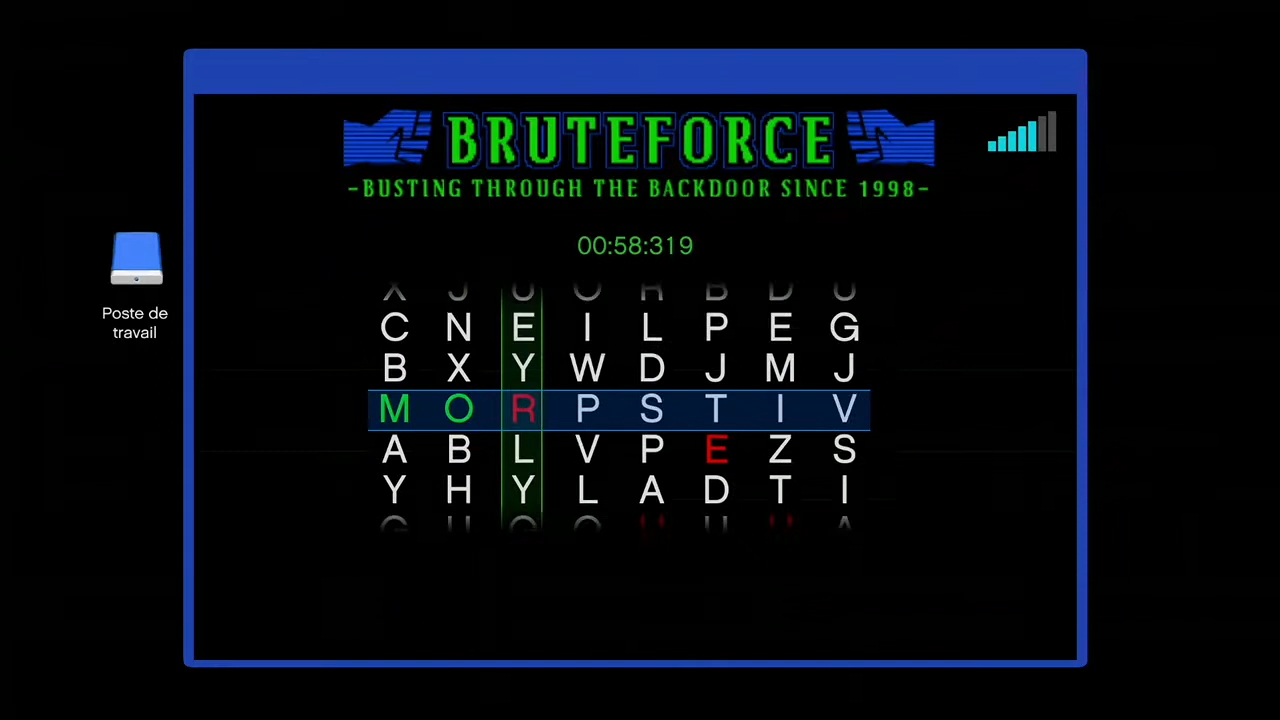 BRUTEFORCE
-BUSTING THROUGH THE BACKDOOR SINCE 1998-
00:58:319
Poste de
travail
C N E I L P E G
B X Y W D J M J
M O R P S T I V
A B L V P E Z S
Y H Y L A D T I